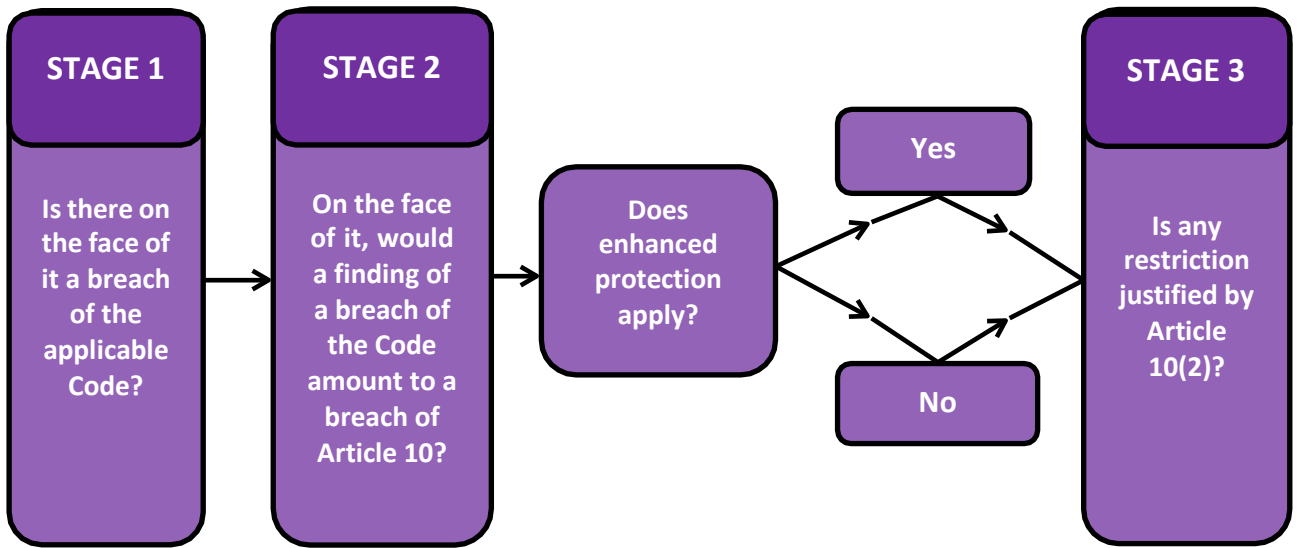 STAGE 1
Is there on
the face of
it a breach
of the
applicable
Code?
STAGE 2
On the face
of it, would
a finding of
a breach of
the Code
amount to a
breach of
Article 10?
Does
enhanced
protection
apply?
Yes
No
STAGE 3
Is any
restriction
justified by
Article
10(2)?